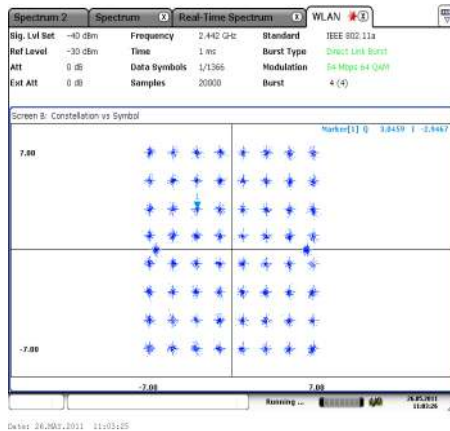 Spectrum 2 Spectrum Real-Time Spectrum WLAN
Sig. Lvl Set -40 dBm Frequency 2.442 GHz Standard IEEE 802.11a
Ref Level -30 dBm Time 1 ms Burst Type Direct Link Burst
Att 0 dB Data Symbols 1/1366 Modulation 54 Mbps 64 QAM
Ext Att 0 dB Samples 20000 Burst 4 (4)
Screen B: Constellation vs Symbol
Marker[1] Q 3.0459 I -2.9467
7.00
-7.00
-7.00 7.00
Running ... 26.05.2011
11:03:26
Date: 26.MAY.2011 11:03:25